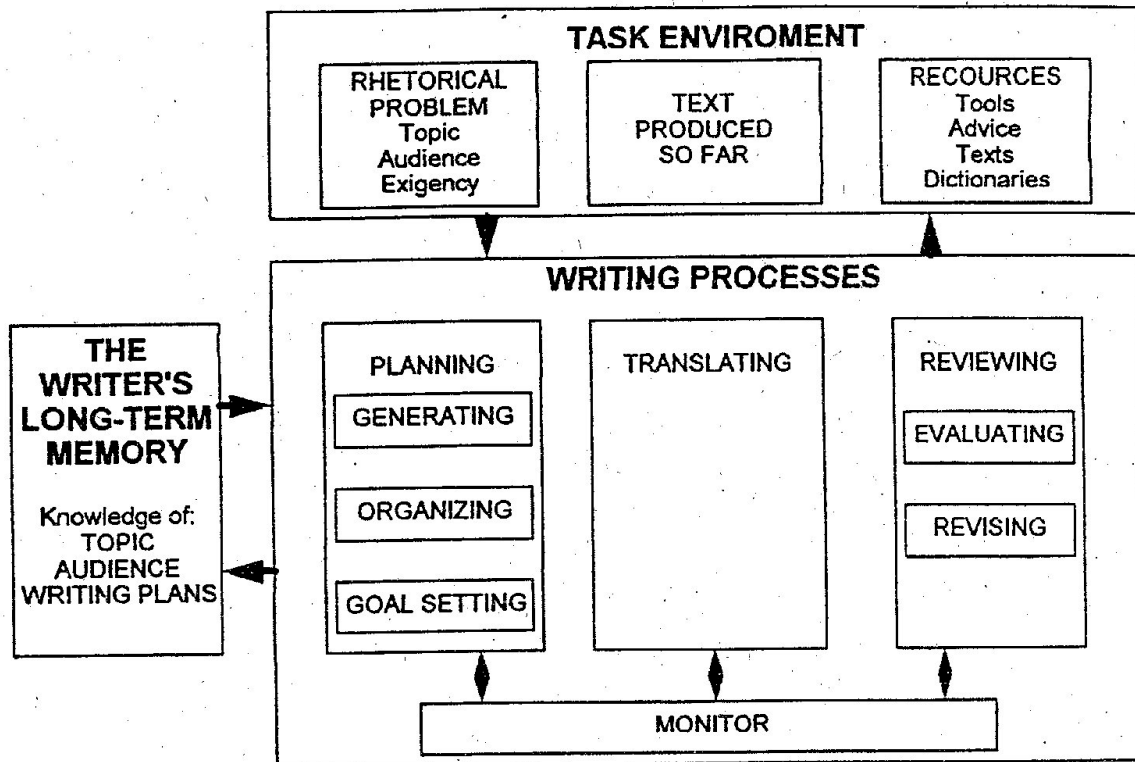 TASK ENVIROMENT
RHETORICAL
PROBLEM
Topic
Audience
Exigency
TEXT
PRODUCED
SO FAR
RECOURCES
Tools
Advice
Texts
Dictionaries
WRITING PROCESSES
THE
WRITER'S
LONG-TERM
MEMORY
Knowledge of:
TOPIC
AUDIENCE
WRITING PLANS
PLANNING
GENERATING
ORGANIZING
GOAL SETTING
TRANSLATING
REVIEWING
EVALUATING
REVISING
MONITOR